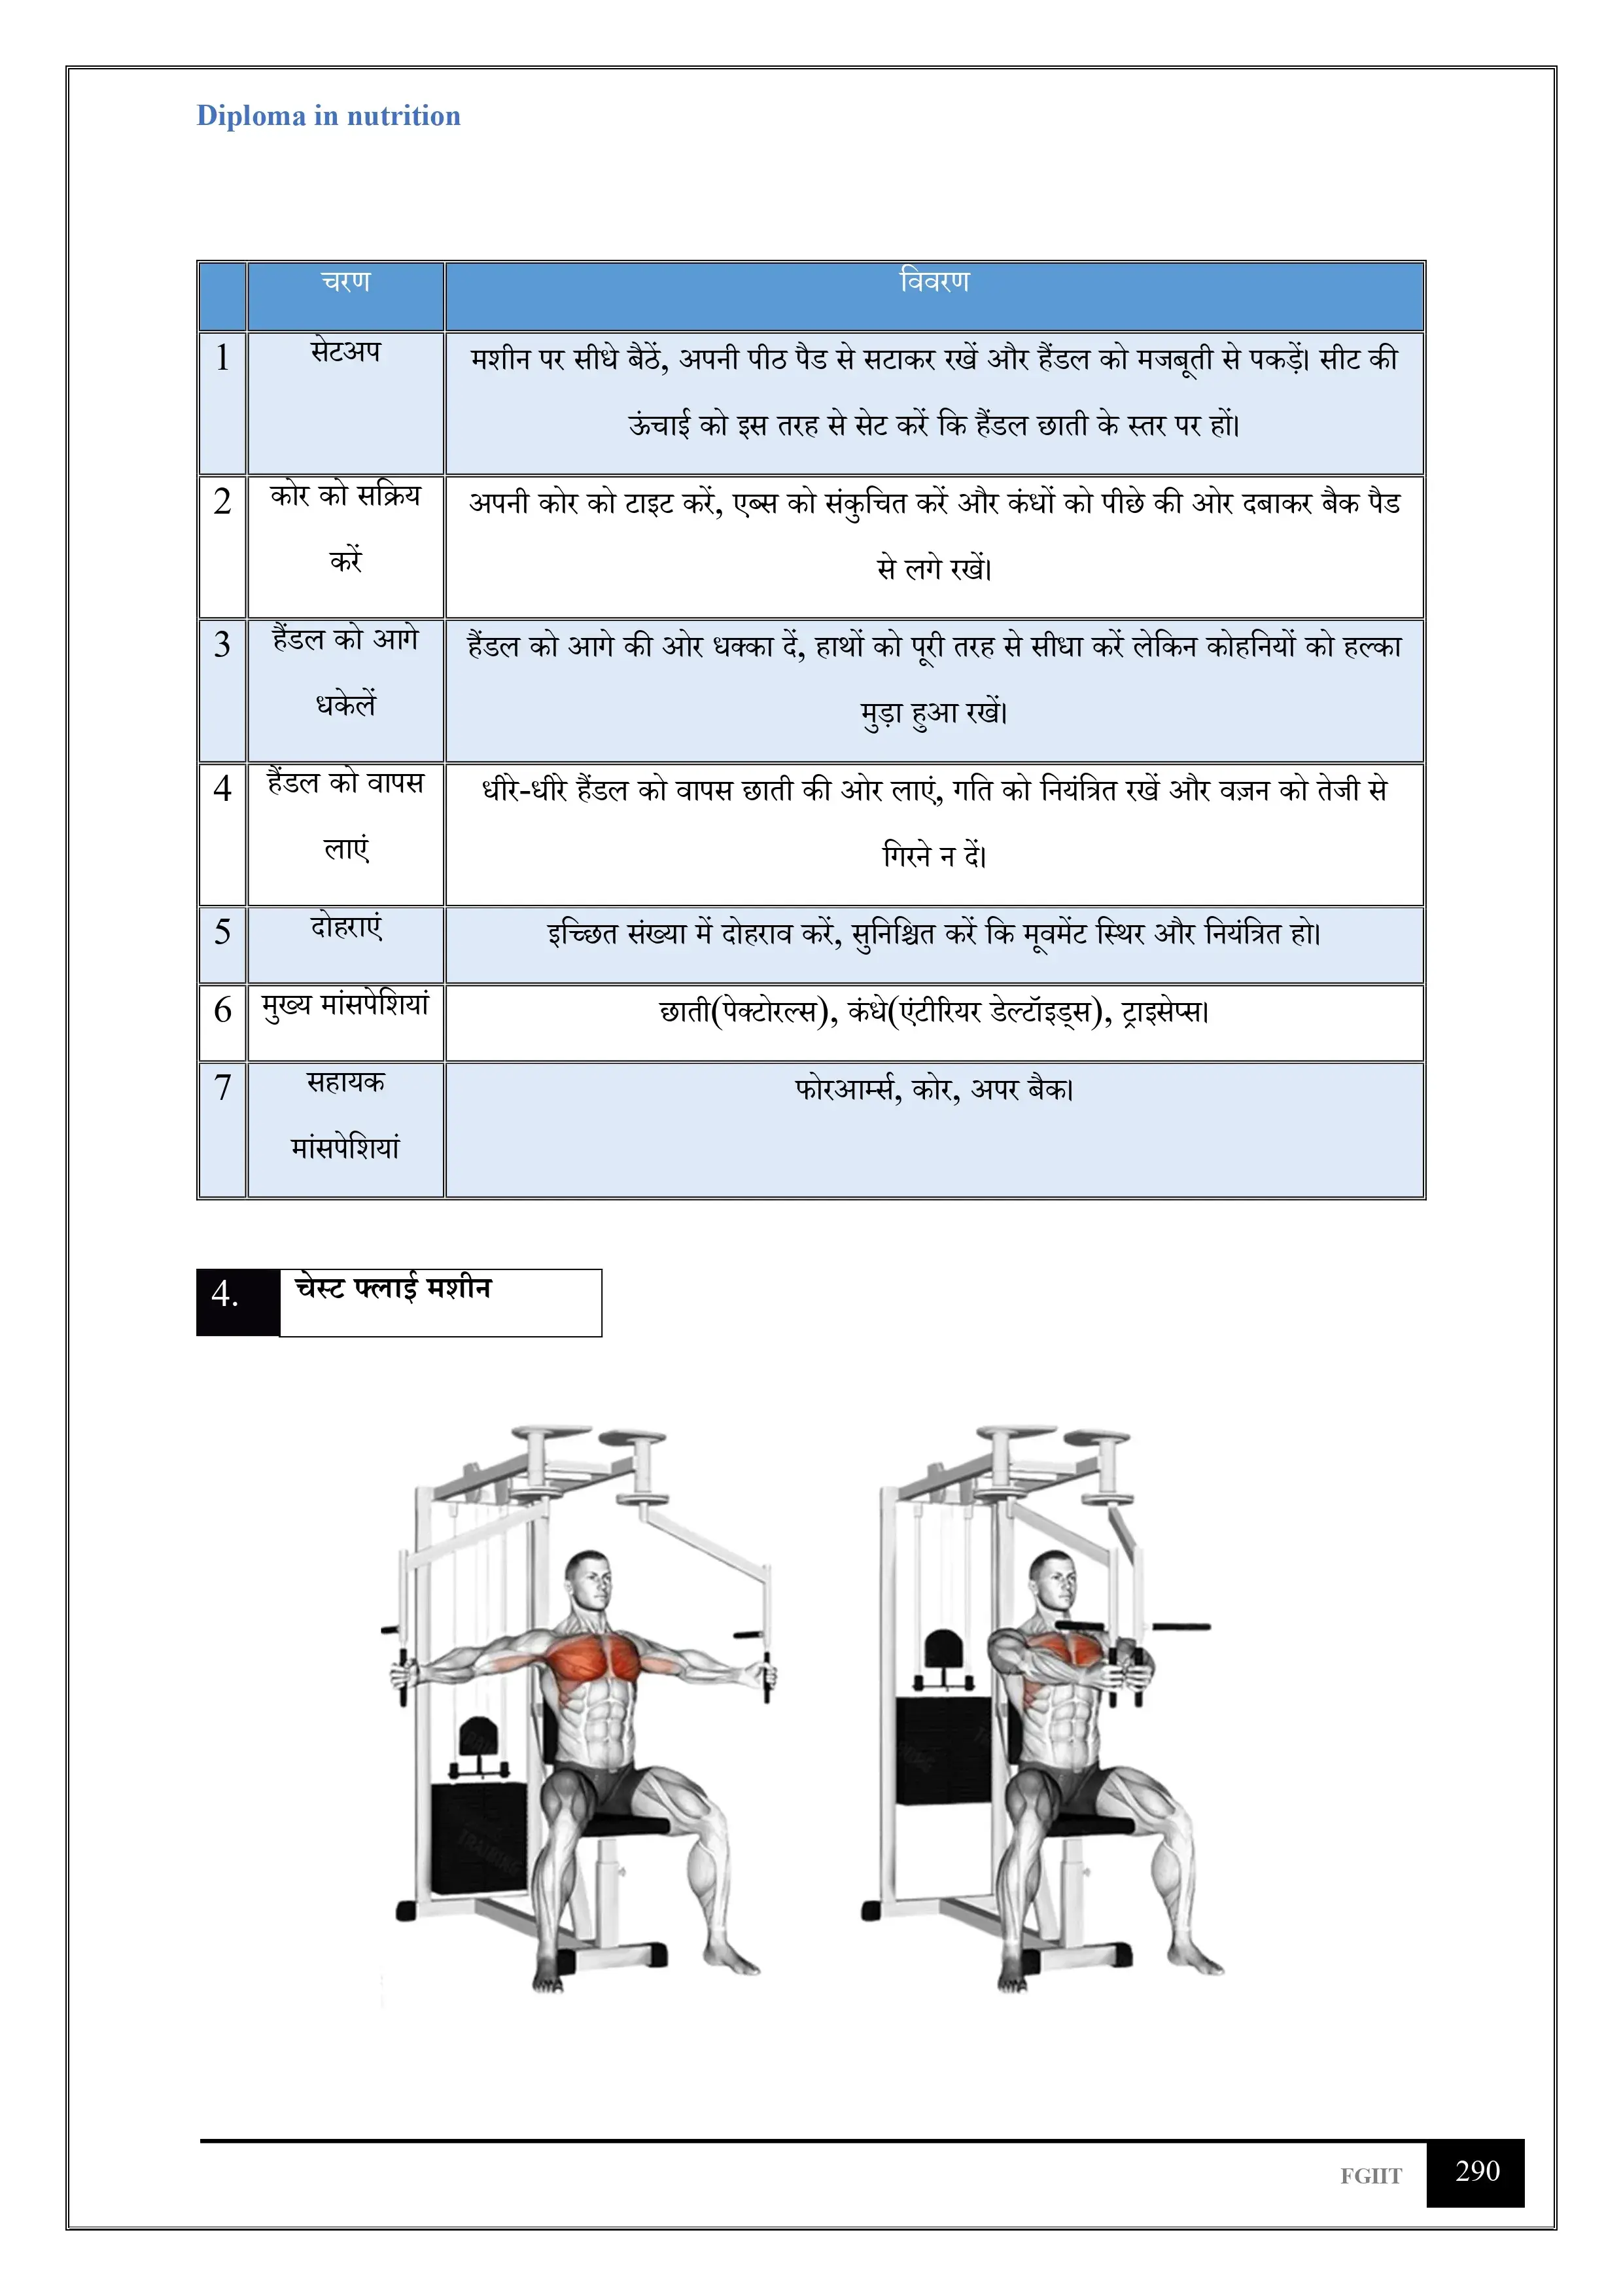 Diploma in nutrition
चरण विवरण
1 सेटअप मशीन पर सीधे बैठें, अपनी पीठ पैड से सटाकर रखें और हैंडल को मजबूती से पकड़ें। सीट की
ऊंचाई को इस तरह से सेट करें कि हैंडल छाती के स्तर पर हों।
2 कोर को सक्रिय अपनी कोर को टाइट करें, एब्स को संकुचित करें और कंधों को पीछे की ओर दबाकर बैक पैड
करें से लगे रखें।
3 हैंडल को आगे हैंडल को आगे की ओर धक्का दें, हाथों को पूरी तरह से सीधा करें लेकिन कोहनियों को हल्का
धकेलें मुड़ा हुआ रखें।
4 हैंडल को वापस धीरे-धीरे हैंडल को वापस छाती की ओर लाएं, गति को नियंत्रित रखें और वज़न को तेजी से
लाएं गिरने न दें।
5 दोहराएं इच्छित संख्या में दोहराव करें, सुनिश्चित करें कि मूवमेंट स्थिर और नियंत्रित हो।
6 मुख्य मांसपेशियां छाती(पेक्टोरल्स), कंधे(एंटीरियर डेल्टॉइड्स), ट्राइसेप्स।
7 सहायक फोरआर्म्स, कोर, अपर बैक।
मांसपेशियां
4. चेस्ट फ्लाई मशीन
FGIIT 290